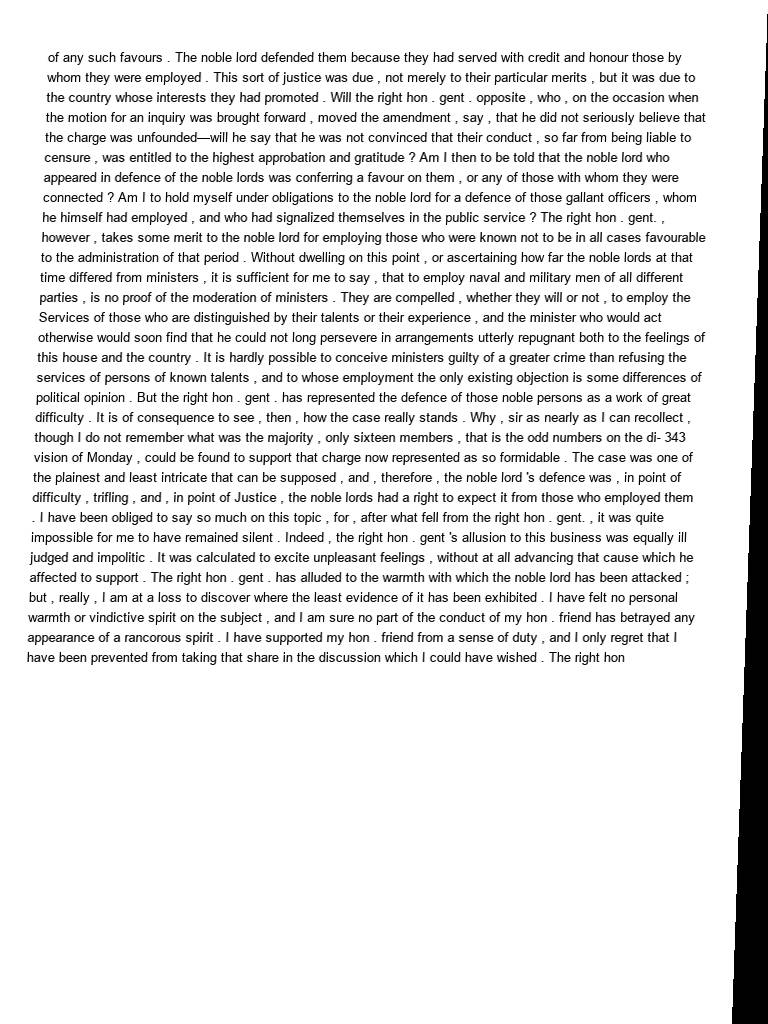 of any such favours . The noble lord defended them because they had served with credit and honour those by
whom they were employed . This sort of justice was due , not merely to their particular merits , but it was due to
the country whose interests they had promoted . Will the right hon . gent . opposite , who , on the occasion when
the motion for an inquiry was brought forward , moved the amendment , say , that he did not seriously believe that
the charge was unfounded—will he say that he was not convinced that their conduct , so far from being liable to
censure , was entitled to the highest approbation and gratitude ? Am I then to be told that the noble lord who
appeared in defence of the noble lords was conferring a favour on them , or any of those with whom they were
connected ? Am I to hold myself under obligations to the noble lord for a defence of those gallant officers , whom
he himself had employed , and who had signalized themselves in the public service ? The right hon . gent. ,
however , takes some merit to the noble lord for employing those who were known not to be in all cases favourable
to the administration of that period . Without dwelling on this point , or ascertaining how far the noble lords at that
time differed from ministers , it is sufficient for me to say , that to employ naval and military men of all different
parties , is no proof of the moderation of ministers . They are compelled , whether they will or not , to employ the
Services of those who are distinguished by their talents or their experience , and the minister who would act
otherwise would soon find that he could not long persevere in arrangements utterly repugnant both to the feelings of
this house and the country . It is hardly possible to conceive ministers guilty of a greater crime than refusing the
services of persons of known talents , and to whose employment the only existing objection is some differences of
political opinion . But the right hon . gent . has represented the defence of those noble persons as a work of great
difficulty . It is of consequence to see , then , how the case really stands . Why , sir as nearly as I can recollect ,
though I do not remember what was the majority , only sixteen members , that is the odd numbers on the di- 343
vision of Monday , could be found to support that charge now represented as so formidable . The case was one of
the plainest and least intricate that can be supposed , and , therefore , the noble lord 's defence was , in point of
difficulty , trifling , and , in point of Justice , the noble lords had a right to expect it from those who employed them
. I have been obliged to say so much on this topic , for , after what fell from the right hon . gent. , it was quite
impossible for me to have remained silent . Indeed , the right hon . gent 's allusion to this business was equally ill
judged and impolitic . It was calculated to excite unpleasant feelings , without at all advancing that cause which he
affected to support . The right hon . gent . has alluded to the warmth with which the noble lord has been attacked ;
but , really , I am at a loss to discover where the least evidence of it has been exhibited . I have felt no personal
warmth or vindictive spirit on the subject , and I am sure no part of the conduct of my hon . friend has betrayed any
appearance of a rancorous spirit . I have supported my hon . friend from a sense of duty , and I only regret that I
have been prevented from taking that share in the discussion which I could have wished . The right hon